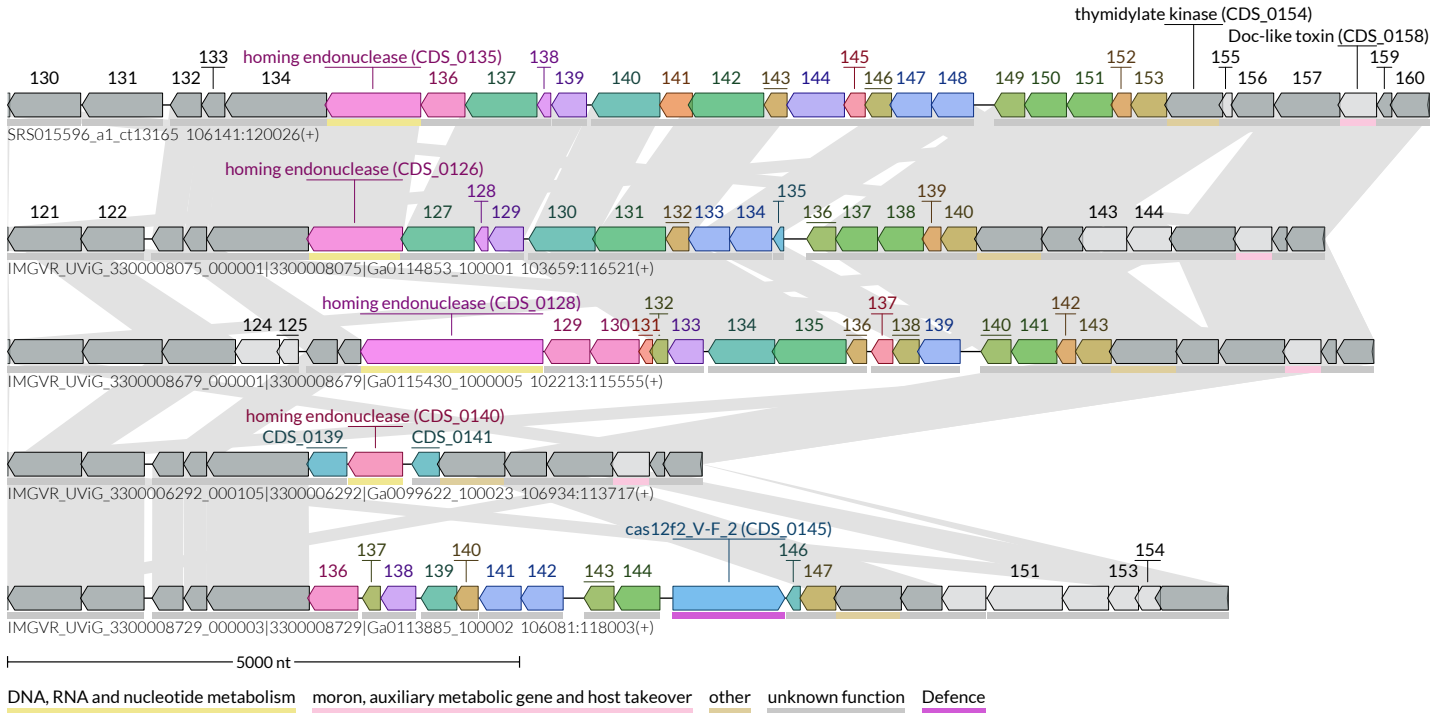 thymidylate kinase (CDS_0154)
Doc-like toxin (CDS_0158)
133 homing endonuclease (CDS_0135) 138 145 152 155 159
130 131 132 134 136 137 139 140 141 142 143 144 146 147 148 149 150 151 153 156 157 160
SRS015596_a1_ct13165 106141:120026(+)
homing endonuclease (CDS_0126)
128 135 139
121 122 127 129 130 131 132 133 134 136 137 138 140 143 144
IMGVR_UViG_3300008075_000001|3300008075|Ga0114853_100001 103659:116521(+)
homing endonuclease (CDS_0128) 132 137 142
124 125 129 130 131 133 134 135 136 138 139 140 141 143
IMGVR_UViG_3300008679_000001|3300008679|Ga0115430_1000005 102213:115555(+)
homing endonuclease (CDS_0140)
CDS_0139 CDS_0141
IMGVR_UViG_3300006292_000105|3300006292|Ga0099622_100023 106934:113717(+)
cas12f2_V-F_2 (CDS_0145)
137 140 146 154
136 138 139 141 142 143 144 147 151 153
IMGVR_UViG_3300008729_000003|3300008729|Ga0113885_100002 106081:118003(+)
5000 nt
DNA, RNA and nucleotide metabolism moron, auxiliary metabolic gene and host takeover other unknown function Defence